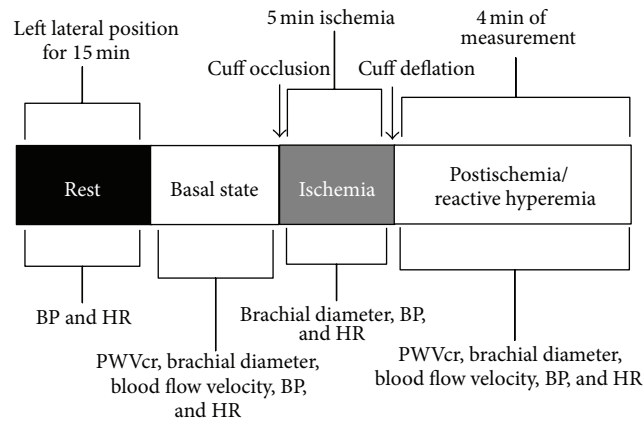 Left lateral position
for 15 min
5 min ischemia
4 min of
measurement
Cuff occlusion
Cuff deflation
Rest
Basal state
Ischemia
Postischemia/
reactive hyperemia
BP and HR
PWVcr, brachial diameter,
blood flow velocity, BP,
and HR
Brachial diameter, BP,
and HR
PWVcr, brachial diameter,
blood flow velocity, BP, and HR